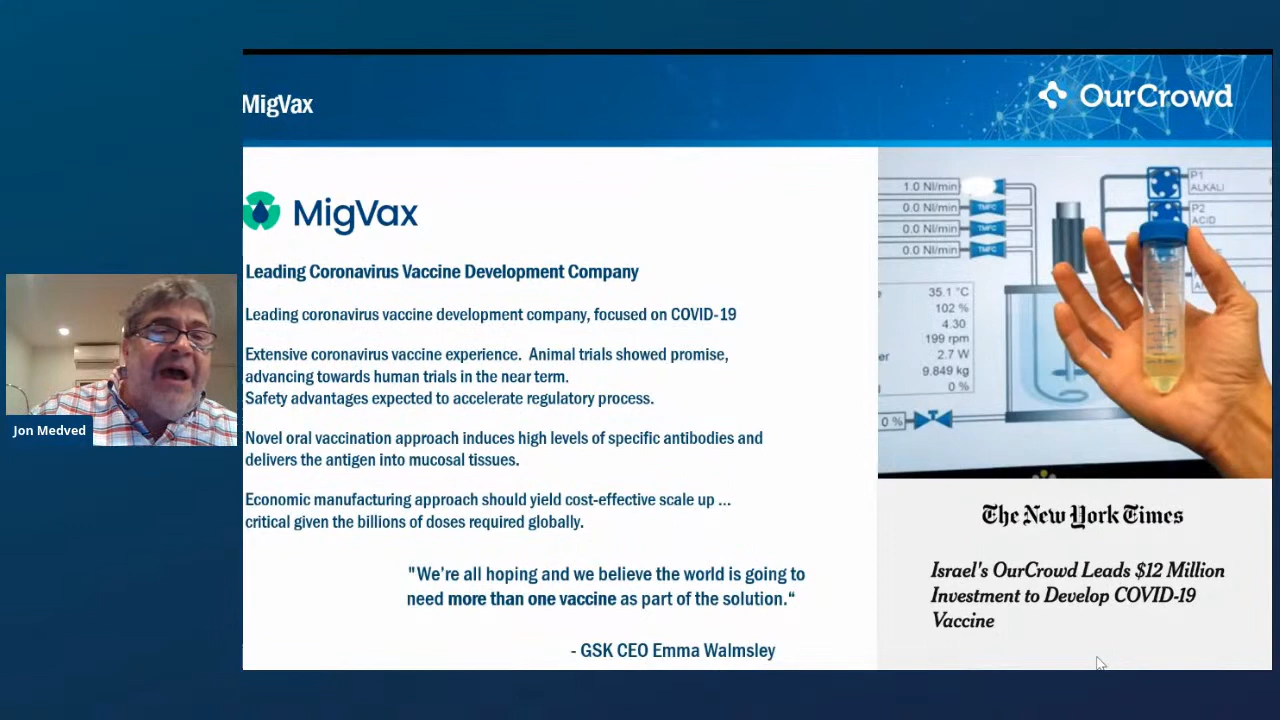 MigVax
OurCrowd
MigVax
Leading Coronavirus Vaccine Development Company
Leading coronavirus vaccine development company, focused on COVID-19
Extensive coronavirus vaccine experience. Animal trials showed promise,
advancing towards human trials in the near term.
Safety advantages expected to accelerate regulatory process.
Novel oral vaccination approach induces high levels of specific antibodies and
delivers the antigen into mucosal tissues.
Economic manufacturing approach should yield cost-effective scale up ...
critical given the billions of doses required globally.
"We're all hoping and we believe the world is going to
need more than one vaccine as part of the solution."
- GSK CEO Emma Walmsley
1.0 Nl/min
0.0 Nl/min
TMFC
0.0 Nl/min
TMFC
0.0 Nl/min
TMFC
P1
ALKALI
P2
ACID
35.1 °C
102 %
4.30
199 rpm
2.7 W
9.849 kg
0 %
0 %
The New York Times
Israel's OurCrowd Leads $12 Million
Investment to Develop COVID-19
Vaccine
Jon Medved